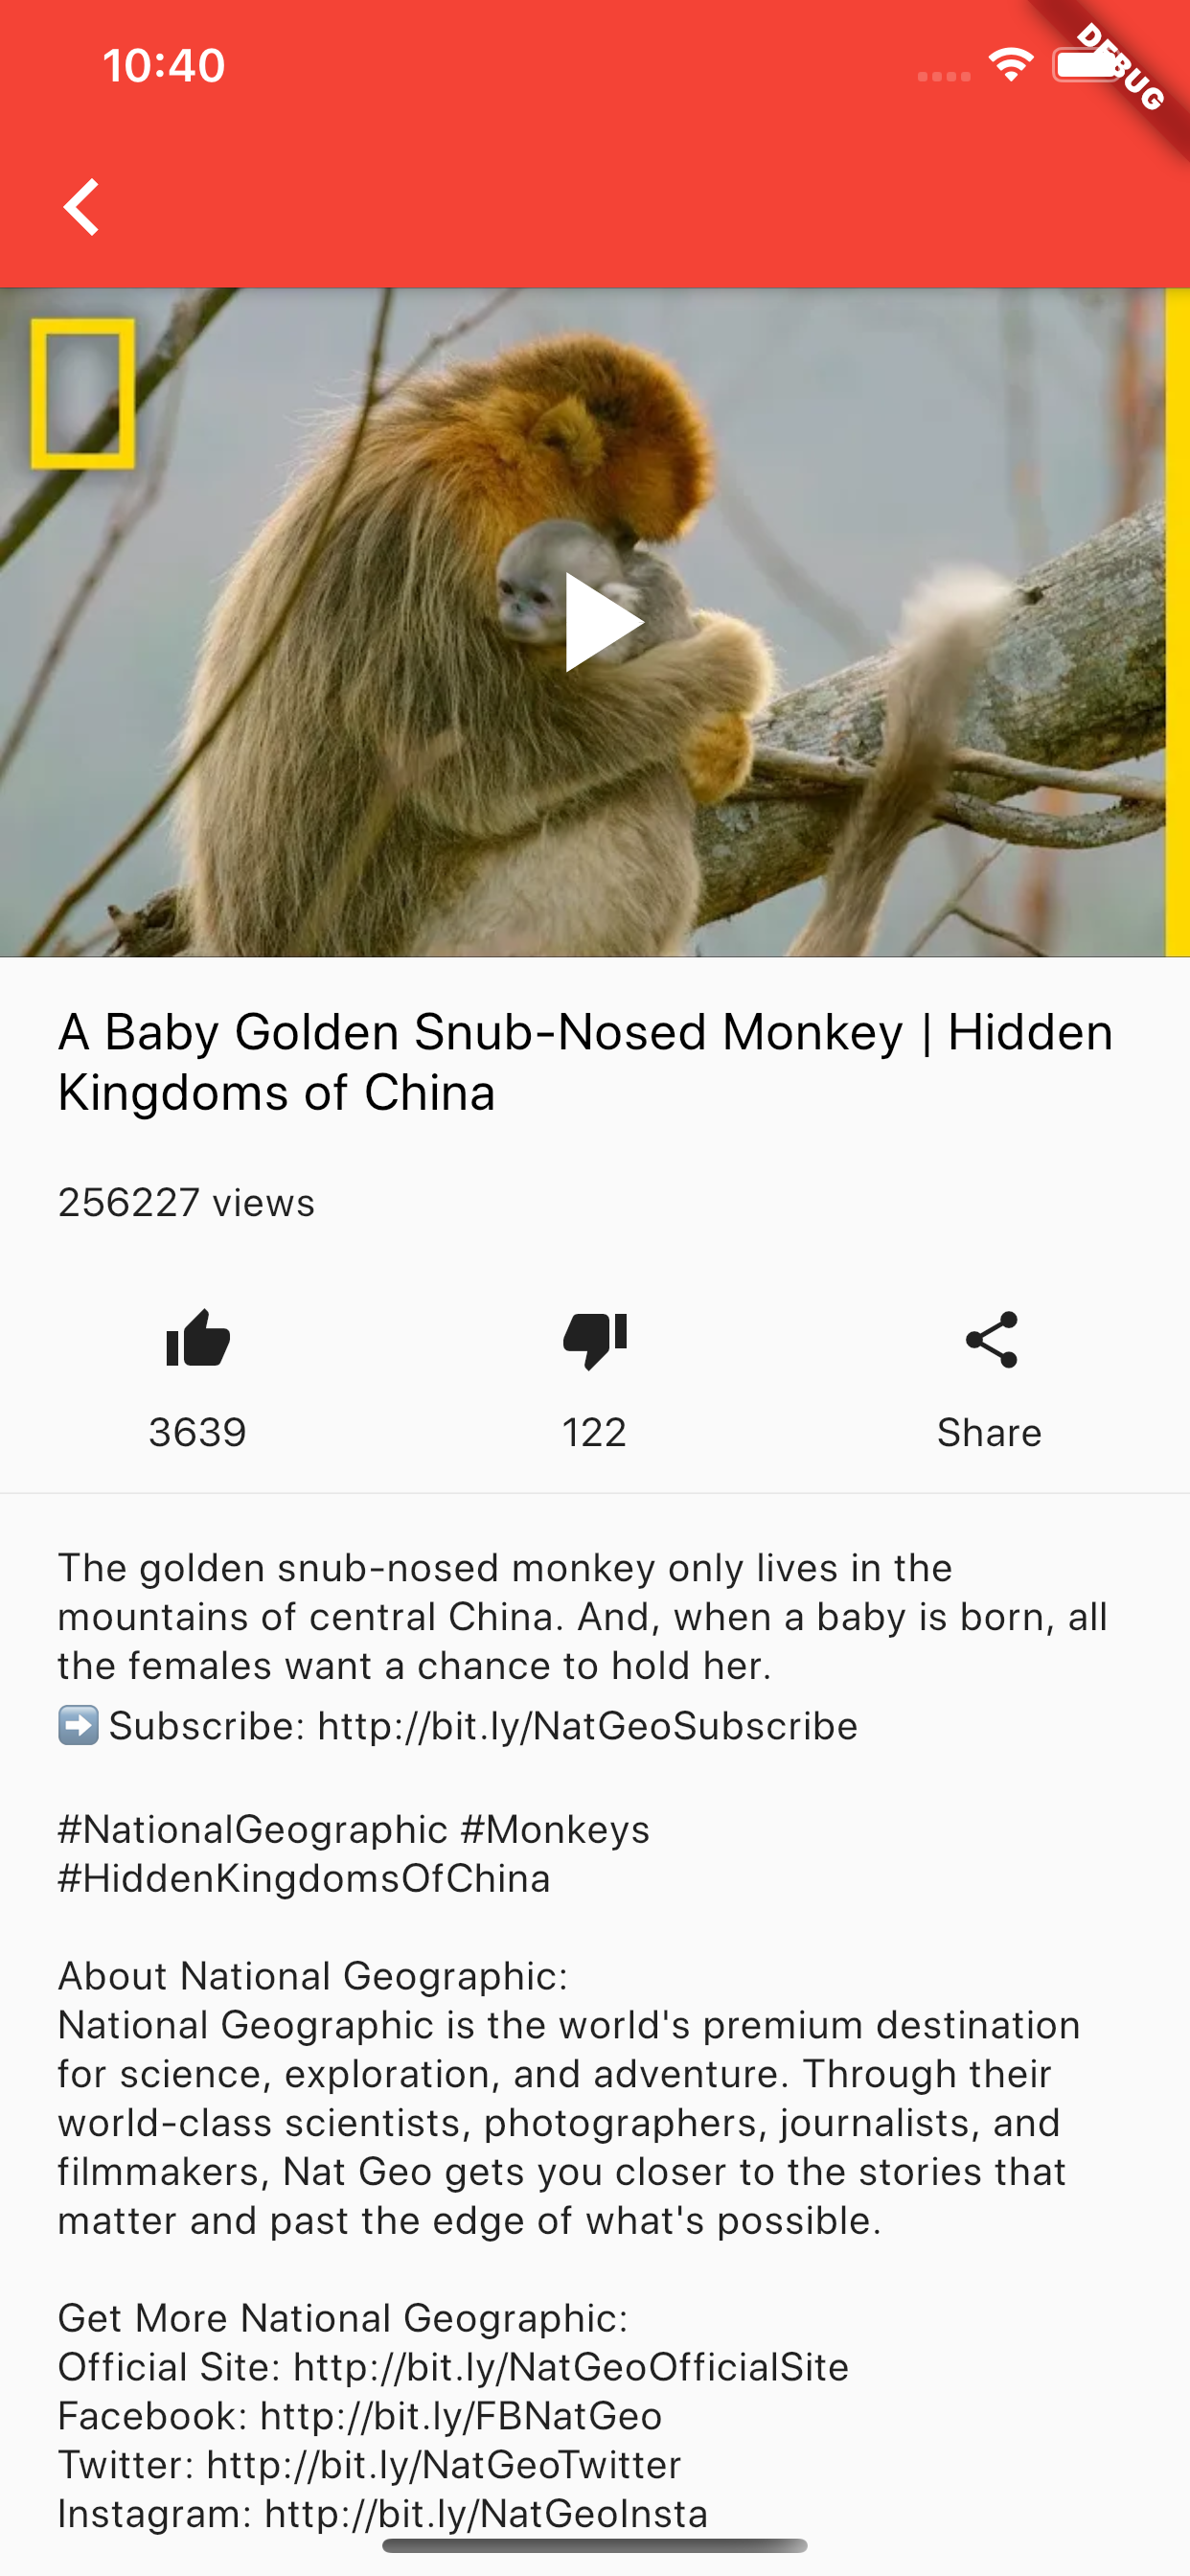 10:40
DEBUG
A Baby Golden Snub-Nosed Monkey | Hidden
Kingdoms of China
256227 views
3639
122
Share
The golden snub-nosed monkey only lives in the
mountains of central China. And, when a baby is born, all
the females want a chance to hold her.
➡️ Subscribe: http://bit.ly/NatGeoSubscribe
#NationalGeographic #Monkeys
#HiddenKingdomsOfChina
About National Geographic:
National Geographic is the world's premium destination
for science, exploration, and adventure. Through their
world-class scientists, photographers, journalists, and
filmmakers, Nat Geo gets you closer to the stories that
matter and past the edge of what's possible.
Get More National Geographic:
Official Site: http://bit.ly/NatGeoOfficialSite
Facebook: http://bit.ly/FBNatGeo
Twitter: http://bit.ly/NatGeoTwitter
Instagram: http://bit.ly/NatGeoInsta